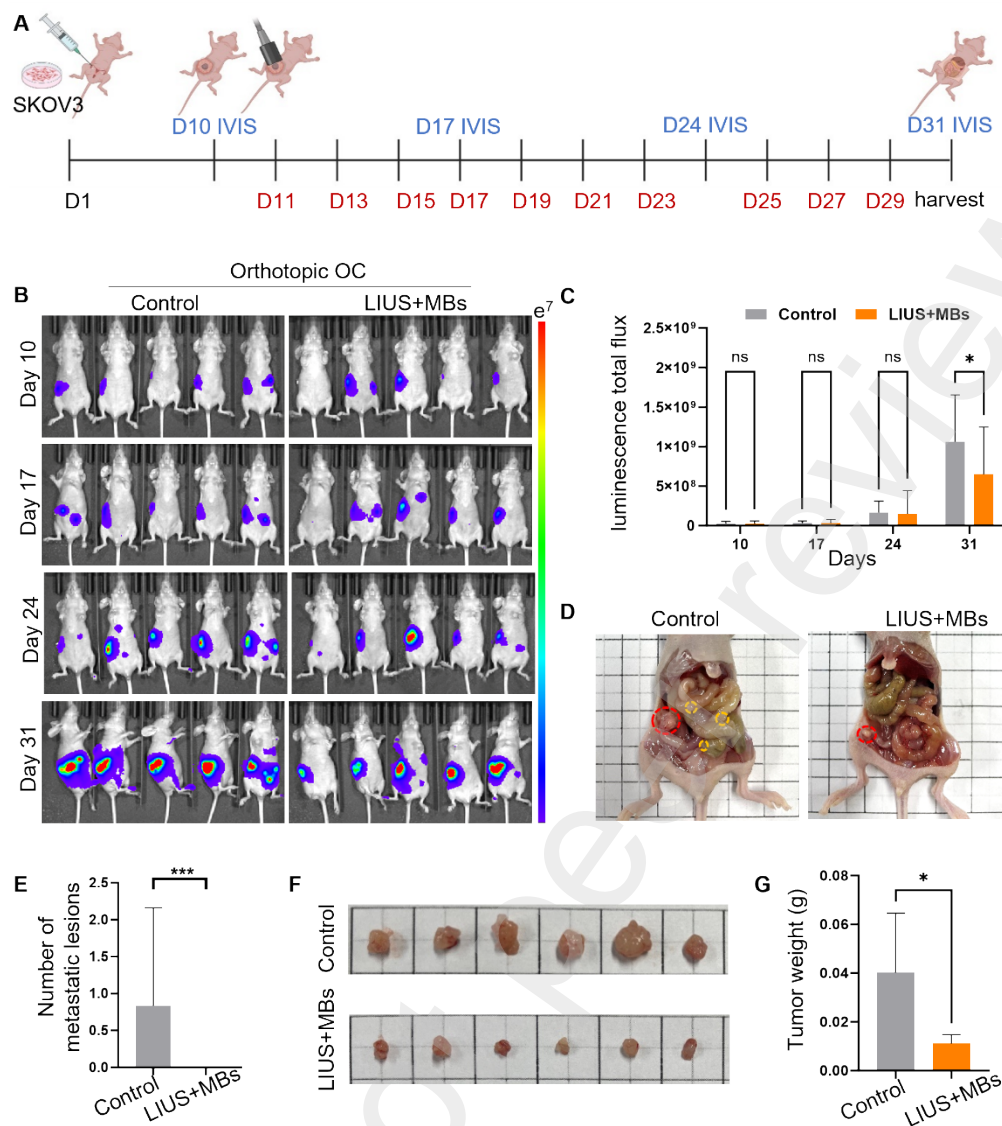 A
SKOV3
D10 IVIS D17 IVIS D24 IVIS D31 IVIS
D1 D11 D13 D15 D17 D19 D21 D23 D25 D27 D29 harvest
B
Orthotopic OC
Control LIUS+MBs
e7
Day 10
Day 17
Day 24
Day 31
C
Control LIUS+MBs
luminescence total flux
2.5×10⁹
2×10⁹
1.5×10⁹
1×10⁹
5×10⁸
0
ns ns ns *
10 17 24 31
Days
D
Control LIUS+MBs
E
Number of
metastatic lesions
2.5
2.0
1.5
1.0
0.5
0.0
***
Control LIUS+MBs
F
Control
LIUS+MBs
G
Tumor weight (g)
0.08
0.06
0.04
0.02
0.00
*
Control LIUS+MBs
review